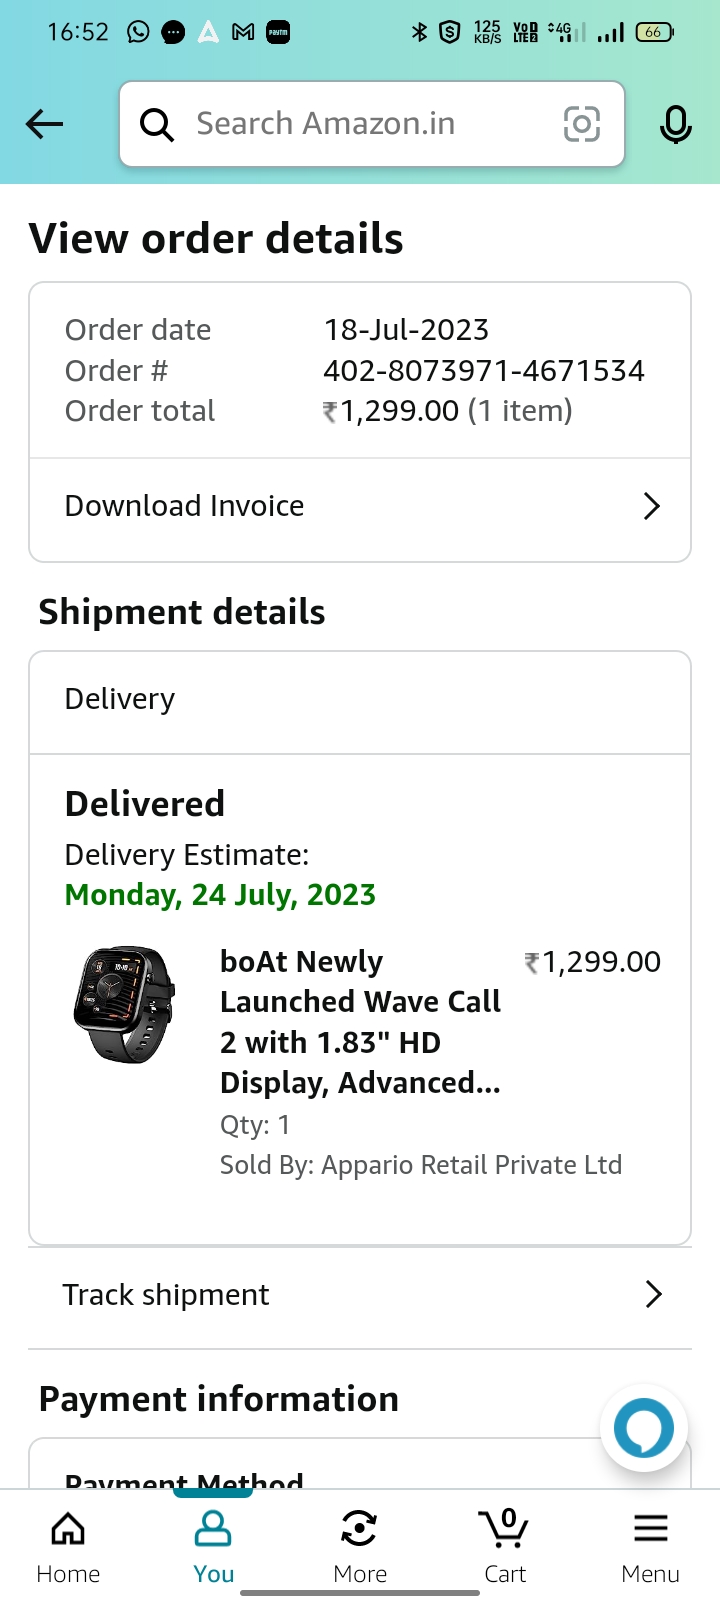 16:52
Paytm
125 KB/S
VoD LTE2
4G
66
Search Amazon.in
View order details
Order date 18-Jul-2023
Order # 402-8073971-4671534
Order total ₹1,299.00 (1 item)
Download Invoice
Shipment details
Delivery
Delivered
Delivery Estimate:
Monday, 24 July, 2023
boAt Newly ₹1,299.00
Launched Wave Call
2 with 1.83" HD
Display, Advanced...
Qty: 1
Sold By: Appario Retail Private Ltd
Track shipment
Payment information
Payment Method
0
Home You More Cart Menu